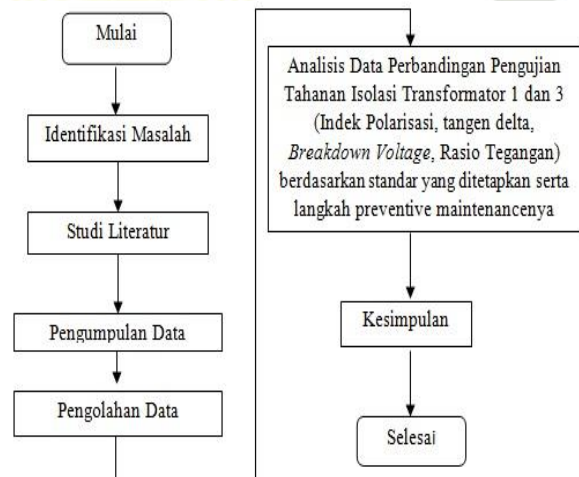 Mulai
Identifikasi Masalah
Studi Literatur
Pengumpulan Data
Pengolahan Data
Analisis Data Perbandingan Pengujian
Tahanan Isolasi Transformator 1 dan 3
(Indek Polarisasi, tangen delta,
Breakdown Voltage, Rasio Tegangan)
berdasarkan standar yang ditetapkan serta
langkah preventive maintenancenya
Kesimpulan
Selesai